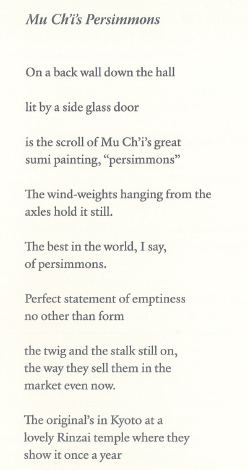 Mu Ch'i's Persimmons
On a back wall down the hall
lit by a side glass door
is the scroll of Mu Ch'i's great
sumi painting, “persimmons”
The wind-weights hanging from the
axles hold it still.
The best in the world, I say,
of persimmons.
Perfect statement of emptiness
no other than form
the twig and the stalk still on,
the way they sell them in the
market even now.
The original's in Kyoto at a
lovely Rinzai temple where they
show it once a year